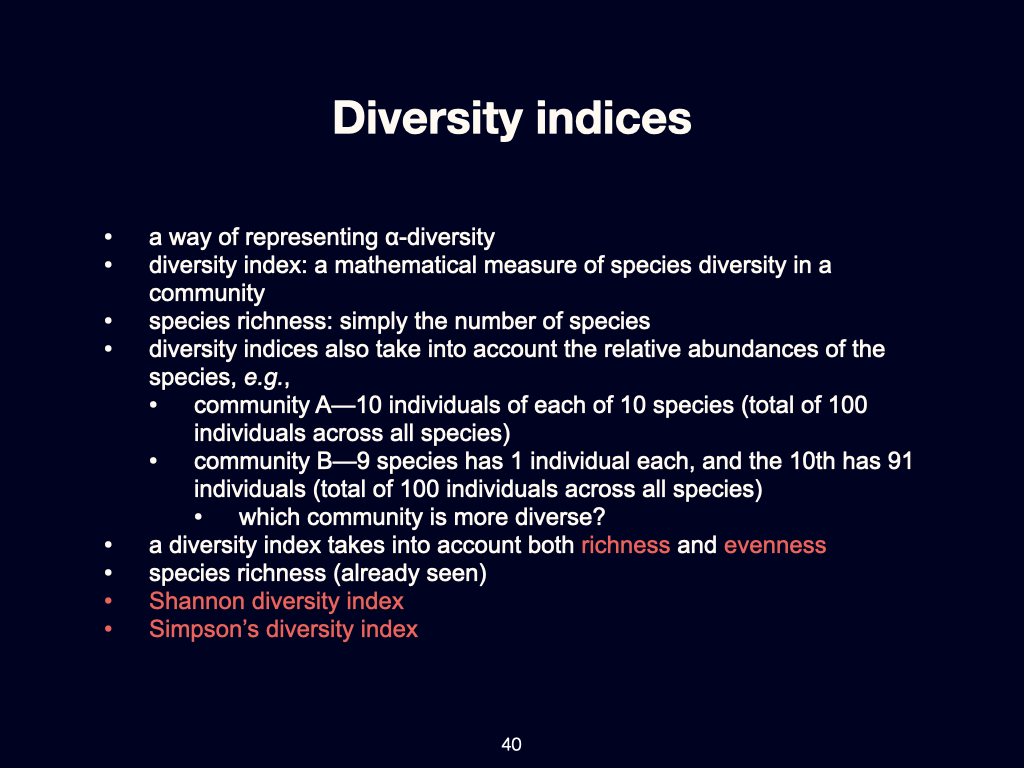 Diversity indices
• a way of representing α-diversity
• diversity index: a mathematical measure of species diversity in a
community
• species richness: simply the number of species
• diversity indices also take into account the relative abundances of the
species, e.g.,
• community A—10 individuals of each of 10 species (total of 100
individuals across all species)
• community B—9 species has 1 individual each, and the 10th has 91
individuals (total of 100 individuals across all species)
• which community is more diverse?
• a diversity index takes into account both richness and evenness
• species richness (already seen)
• Shannon diversity index
• Simpson’s diversity index
40